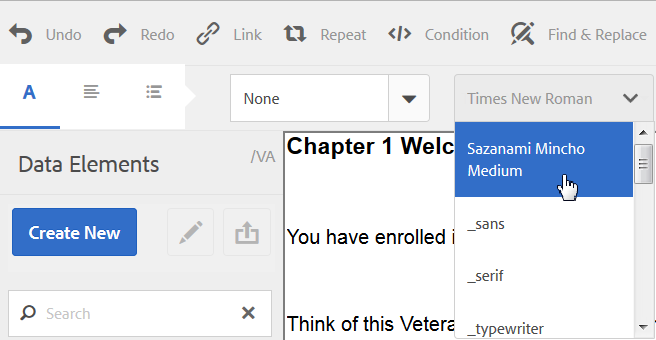 Undo Redo Link Repeat Condition Find & Replace
A
None
Times New Roman
Data Elements
/VA
Chapter 1 Welc
Sazanami Mincho
Medium
Create New
_sans
You have enrolled i
_serif
Search
Think of this Vetera
_typewriter